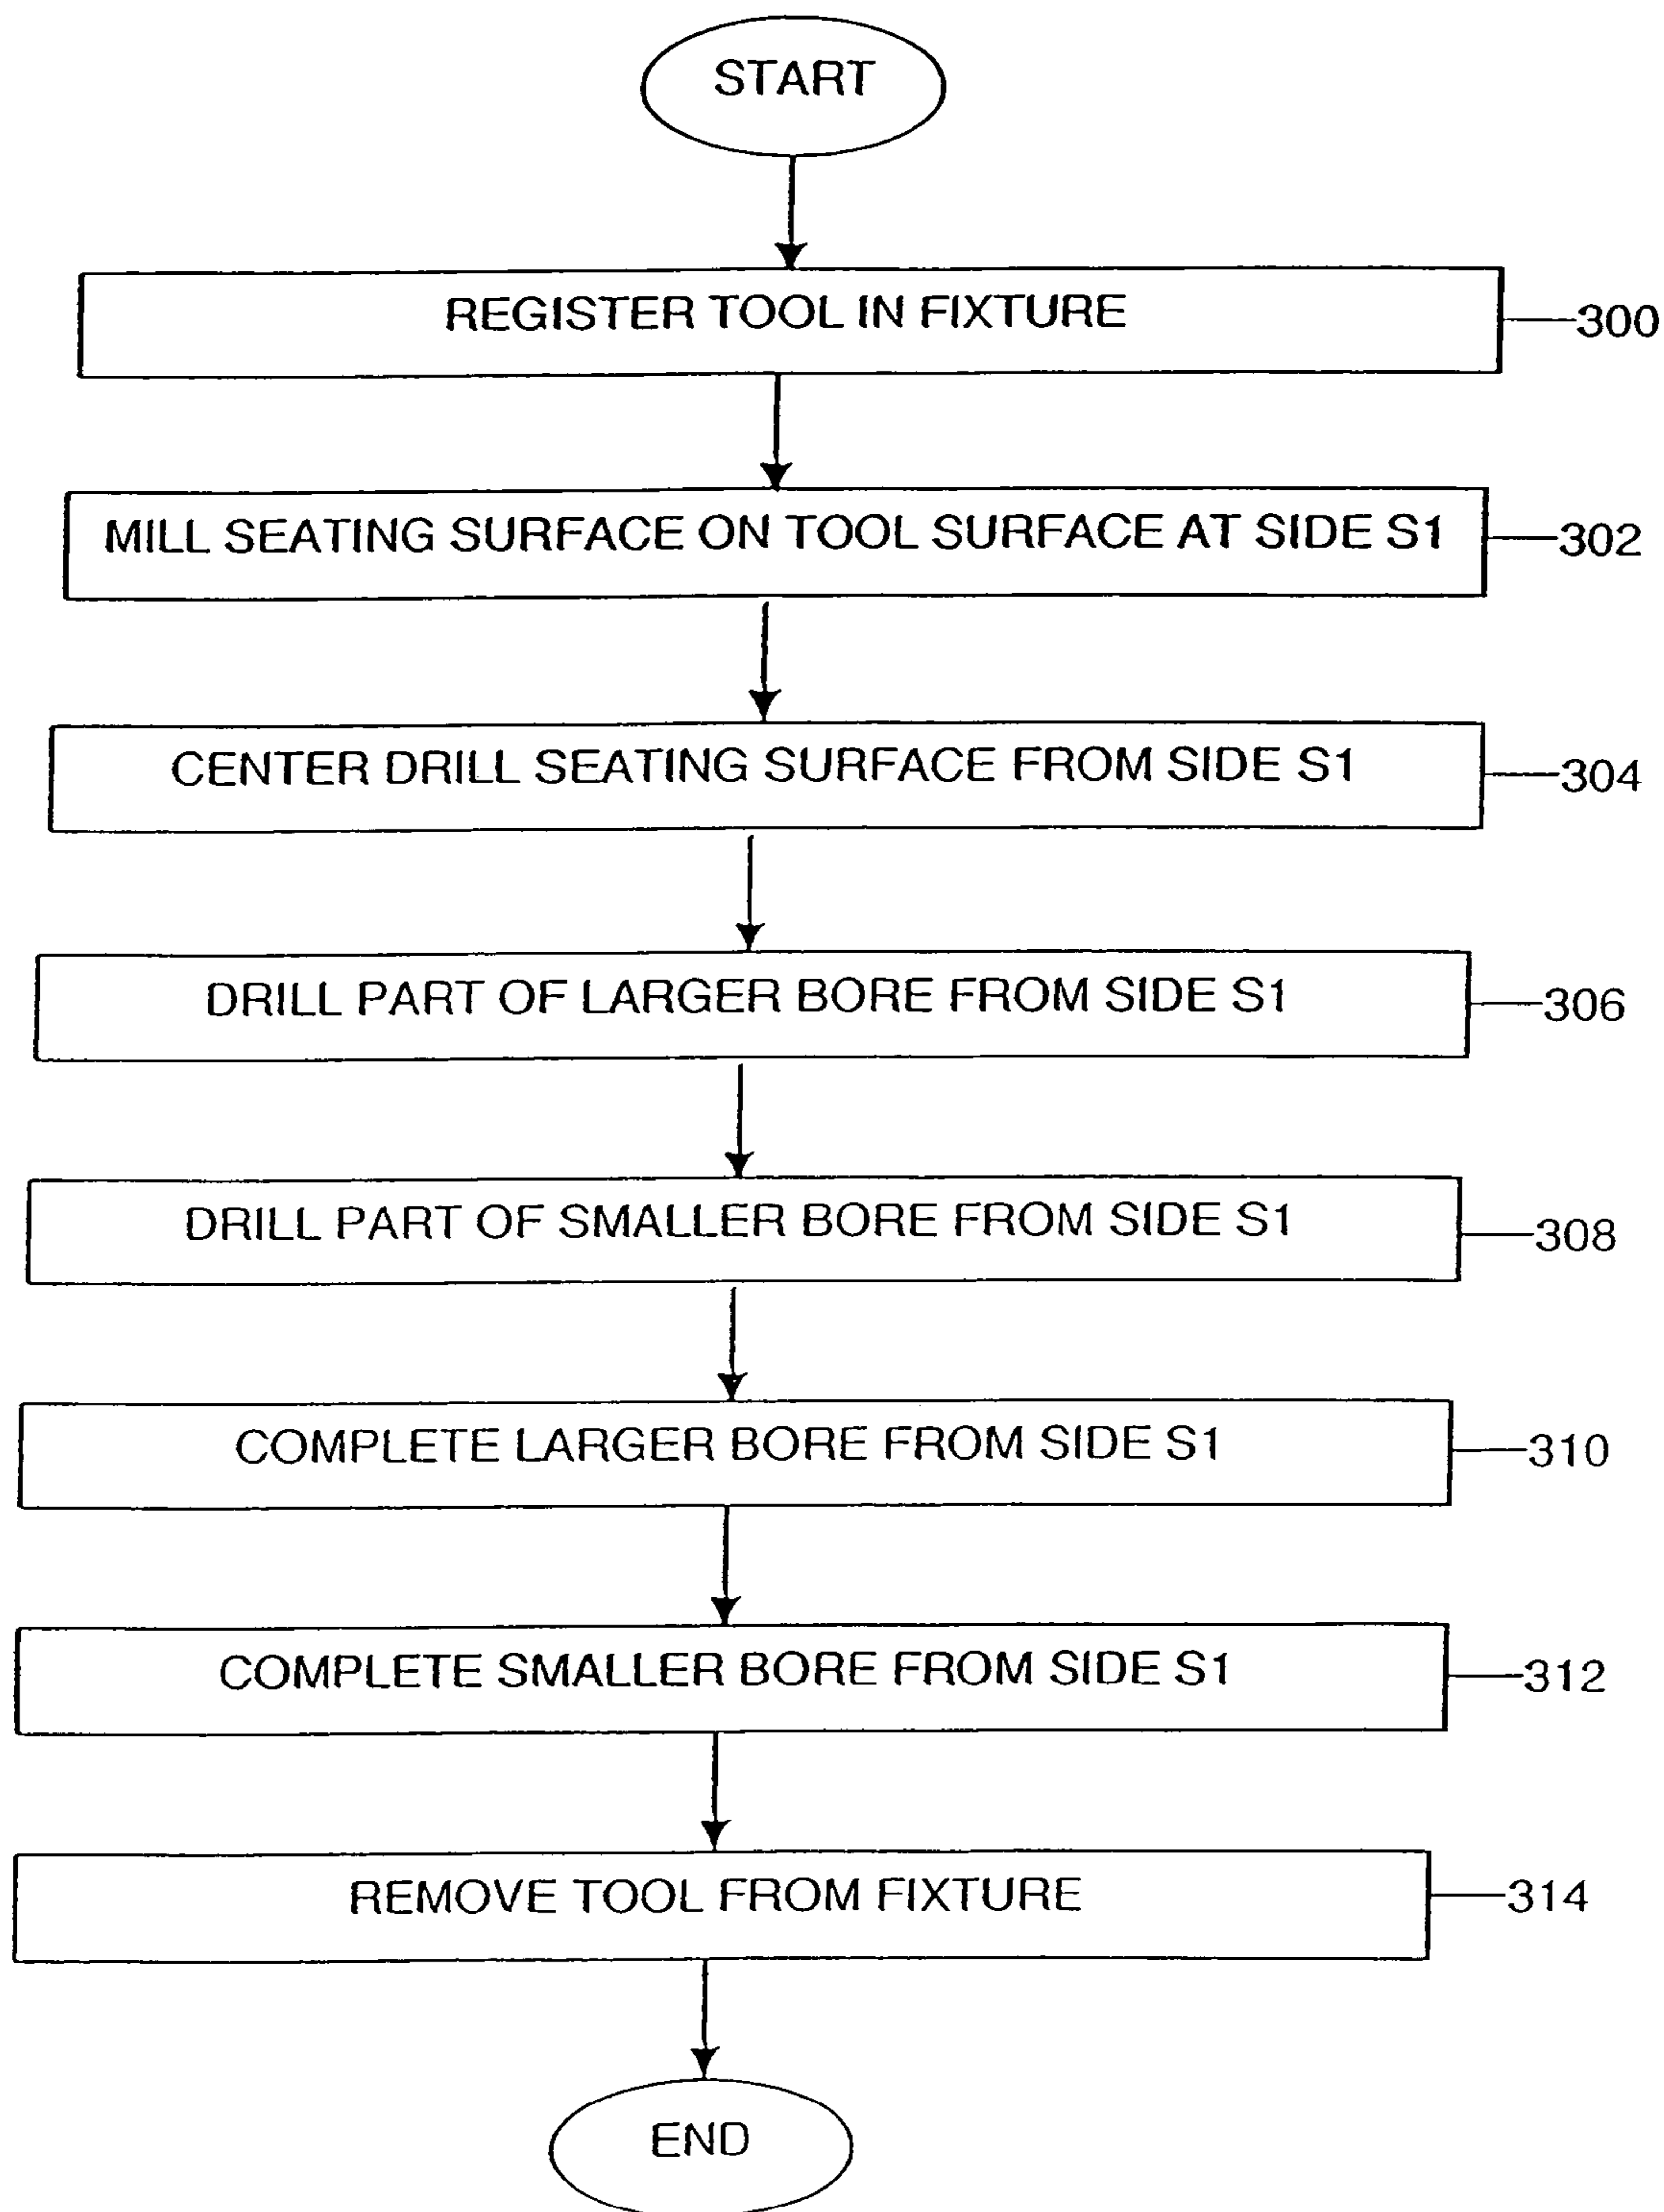 START
REGISTER TOOL IN FIXTURE
300
MILL SEATING SURFACE ON TOOL SURFACE AT SIDE S1
302
CENTER DRILL SEATING SURFACE FROM SIDE S1
304
DRILL PART OF LARGER BORE FROM SIDE S1
306
DRILL PART OF SMALLER BORE FROM SIDE S1
308
COMPLETE LARGER BORE FROM SIDE S1
310
COMPLETE SMALLER BORE FROM SIDE S1
312
REMOVE TOOL FROM FIXTURE
314
END